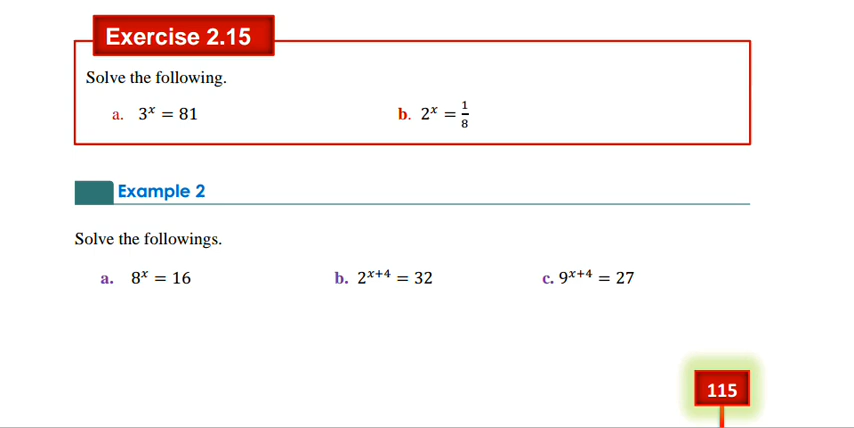 Exercise 2.15
Solve the following.
a. 3ˣ = 81 b. 2ˣ = 1/8
Example 2
Solve the followings.
a. 8ˣ = 16 b. 2ˣ⁺⁴ = 32 c. 9ˣ⁺⁴ = 27
115